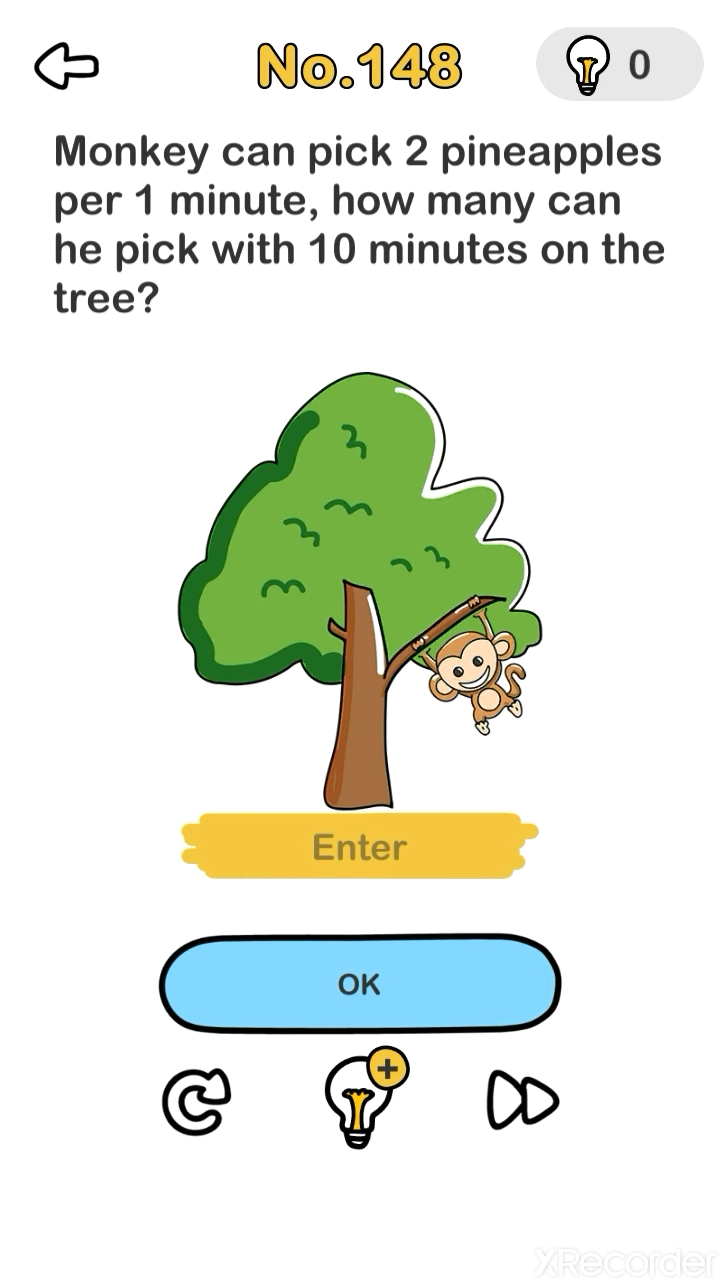 No.148
0
Monkey can pick 2 pineapples
per 1 minute, how many can
he pick with 10 minutes on the
tree?
Enter
OK
XRecorder